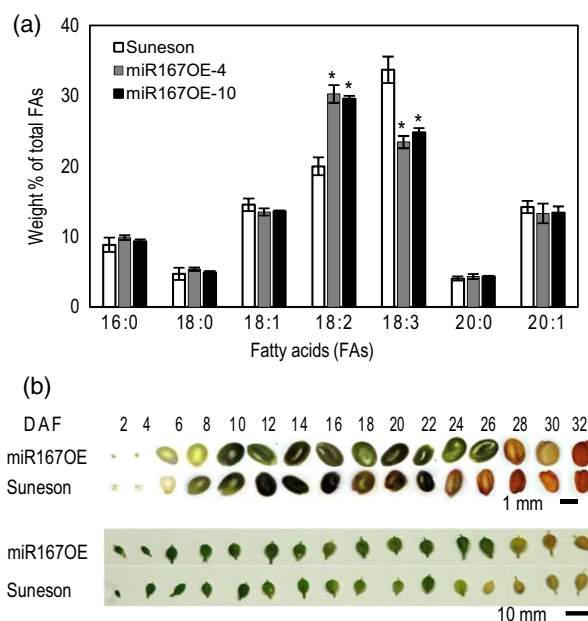 (a)
40
30
20
10
0
Weight % of total FAs
Suneson
miR167OE-4
miR167OE-10
* *
* *
16:0 18:0 18:1 18:2 18:3 20:0 20:1
Fatty acids (FAs)
(b)
DAF 2 4 6 8 10 12 14 16 18 20 22 24 26 28 30 32
miR167OE
Suneson
1 mm
miR167OE
Suneson
10 mm